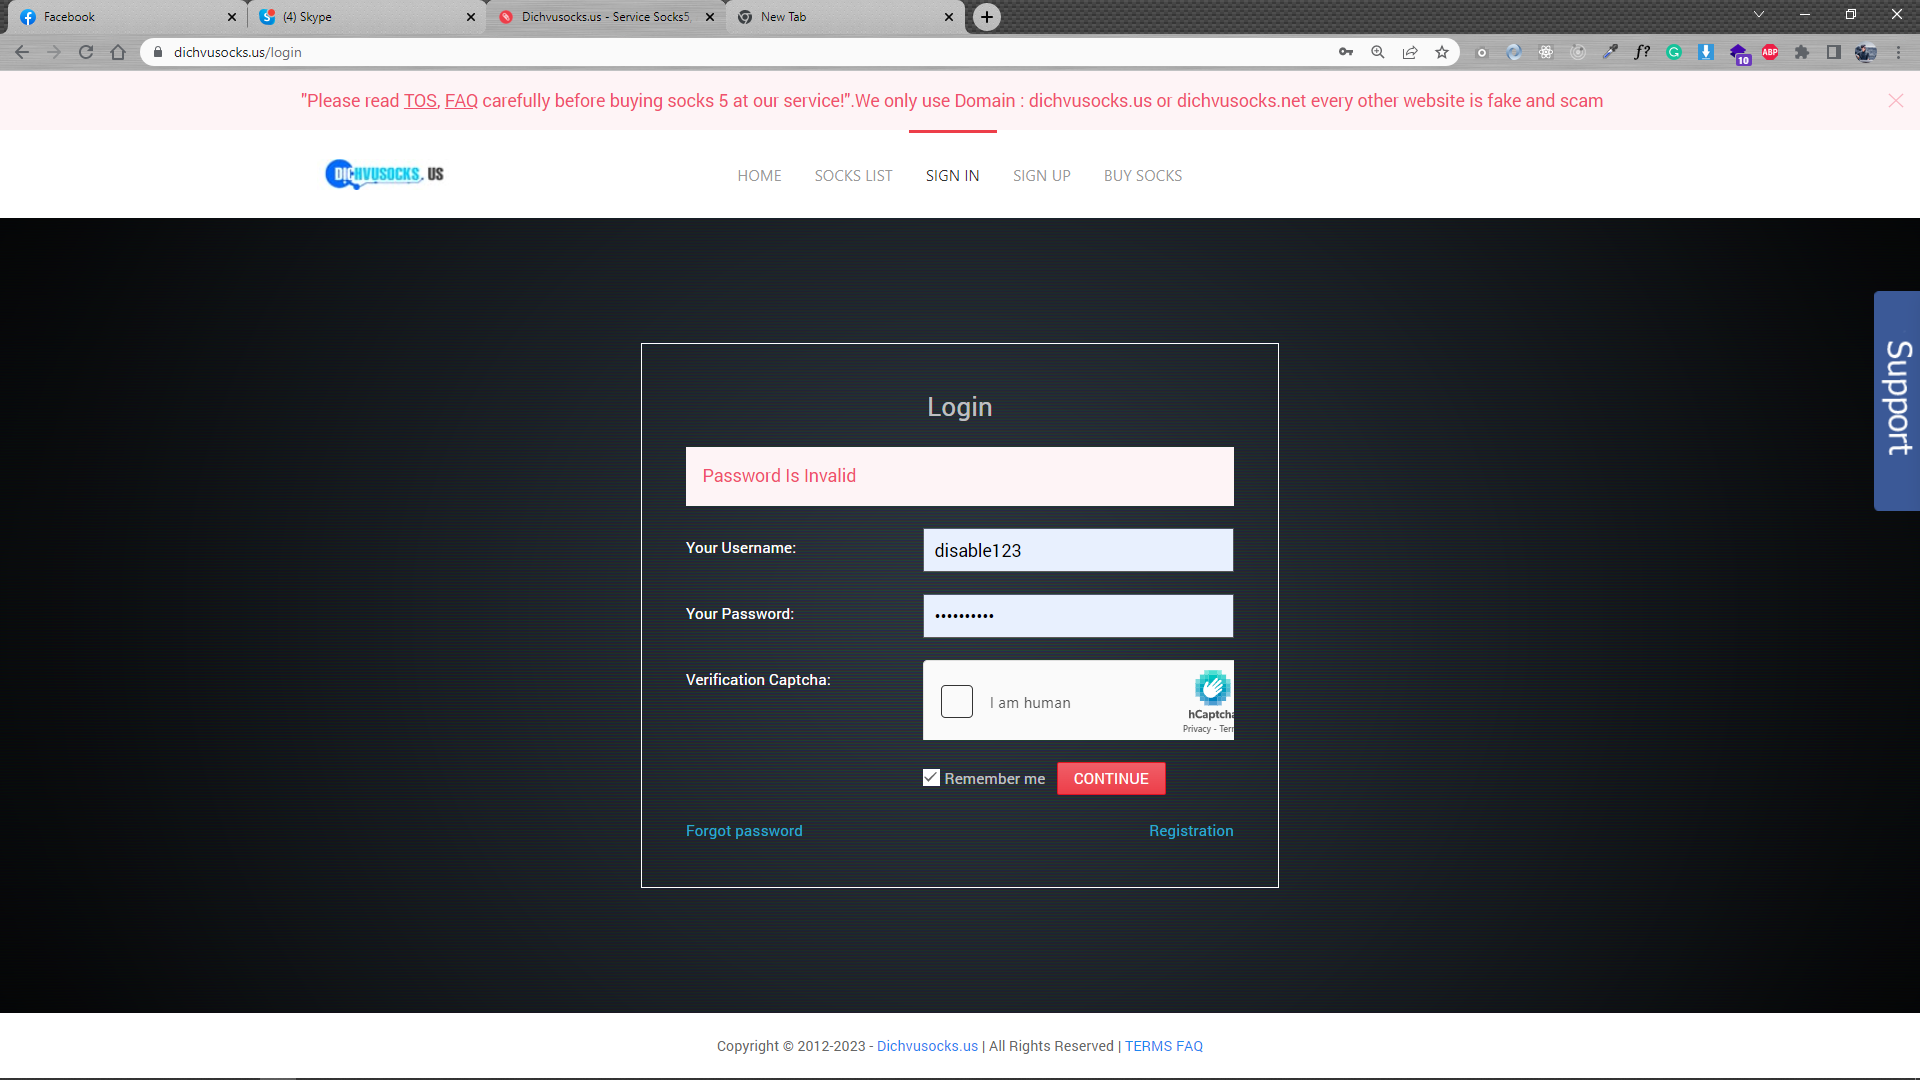 Facebook
(4) Skype
Dichvusocks.us - Service Socks5
New Tab
dichvusocks.us/login
f?
10
ABP
"Please read TOS, FAQ carefully before buying socks 5 at our service!".We only use Domain : dichvusocks.us or dichvusocks.net every other website is fake and scam
DICHVUSOCKS. US
HOME
SOCKS LIST
SIGN IN
SIGN UP
BUY SOCKS
Support
Login
Password Is Invalid
Your Username:
disable123
Your Password:
••••••••••
Verification Captcha:
I am human
hCaptcha
Privacy - Ter
Remember me
CONTINUE
Forgot password
Registration
Copyright © 2012-2023 - Dichvusocks.us | All Rights Reserved | TERMS FAQ